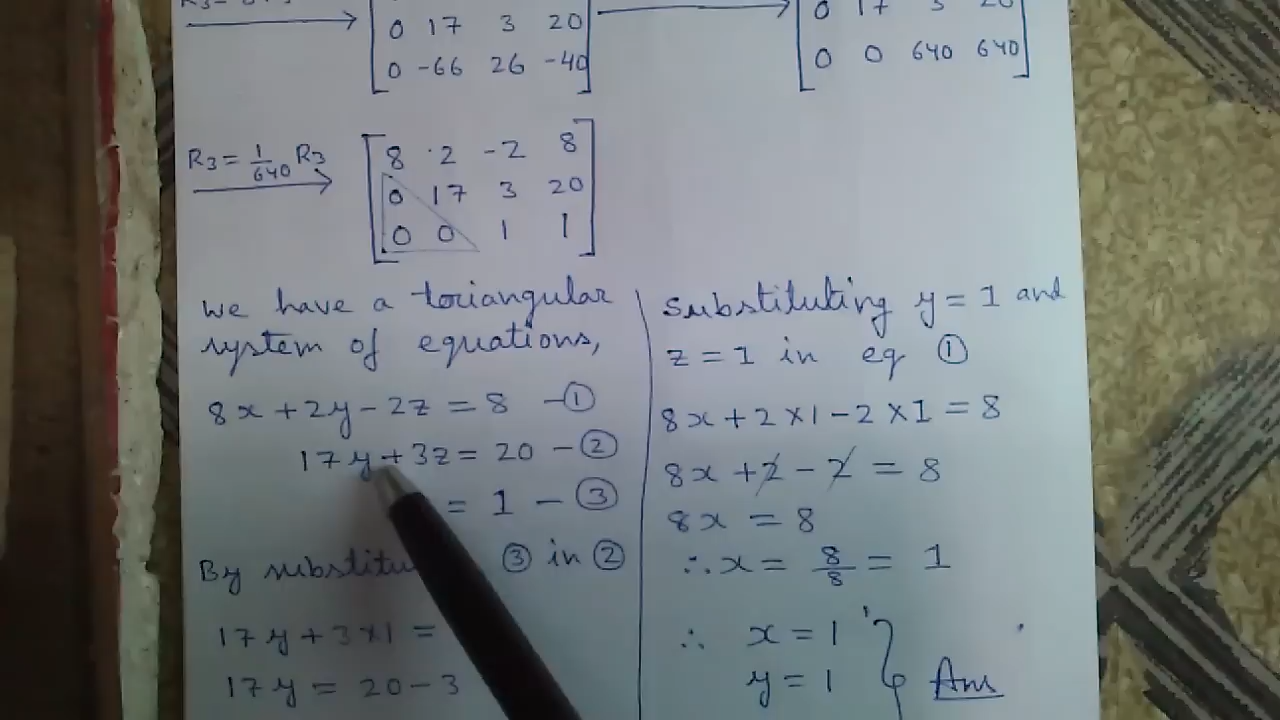 0 17 3 20
0 -66 26 -40
0 0 640 640
R3 = 1/640 R3
8 2 -2 8
0 17 3 20
0 0 1 1
we have a triangular
system of equations,
8x + 2y - 2z = 8 - ①
17y + 3z = 20 - ②
= 1 - ③
By ③ in ②
17y + 3×1 =
17y = 20 - 3
Substituting y = 1 and
z = 1 in eq ①
8x + 2×1 - 2×1 = 8
8x + 2 - 2 = 8
8x = 8
∴ x = 8/8 = 1
∴ x = 1
y = 1
Ans